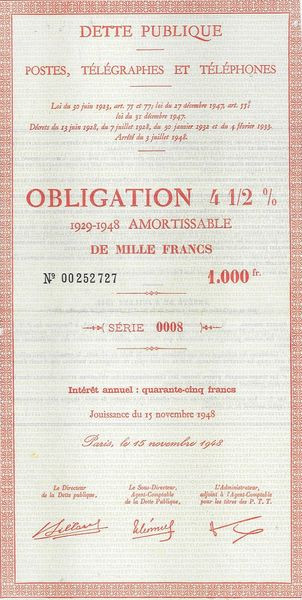 DETTE PUBLIQUE
POSTES, TÉLÉGRAPHES ET TÉLÉPHONES
Loi du 30 juin 1923, art. 75 et 77; loi du 27 décembre 1927, art. 55;
loi du 31 décembre 1947.
Décrets du 13 juin 1928, du 7 juillet 1928, du 30 janvier 1932 et du 4 février 1933.
Arrêté du 3 juillet 1948.
OBLIGATION 4 1/2 %
1929-1948 AMORTISSABLE
DE MILLE FRANCS
Nº 00252727 1.000 fr.
SÉRIE 0008
Intérêt annuel : quarante-cinq francs
Jouissance du 15 novembre 1948
Paris, le 15 novembre 1948
Le Directeur
de la Dette publique,
Le Sous-Directeur,
Agent-Comptable
de la Dette Publique,
L'Administrateur,
adjoint à l'Agent-Comptable
pour les titres des P. T. T.